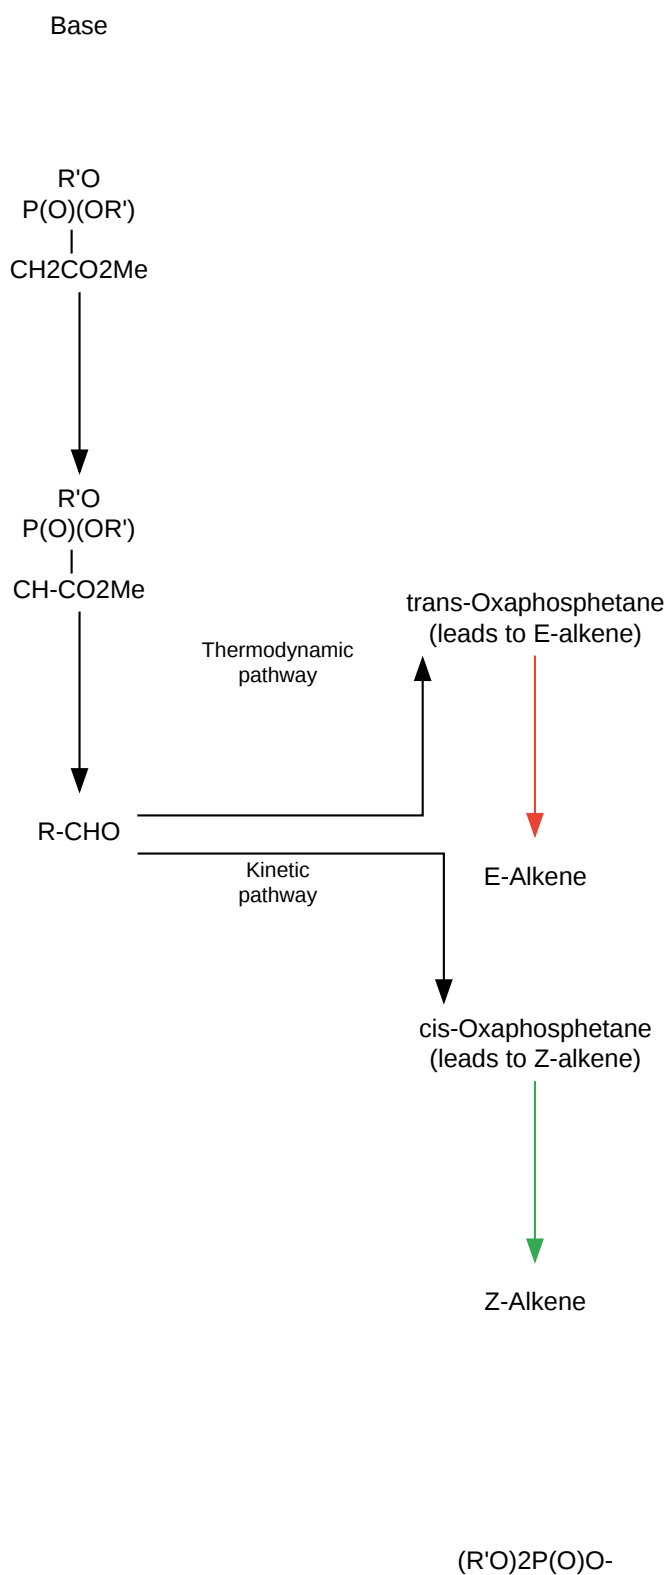 Base
R'O
P(O)(OR')
|
CH2CO2Me
R'O
P(O)(OR')
|
CH-CO2Me
trans-Oxaphosphetane
(leads to E-alkene)
Thermodynamic
pathway
R-CHO
Kinetic
pathway
E-Alkene
cis-Oxaphosphetane
(leads to Z-alkene)
Z-Alkene
(R'O)2P(O)O-